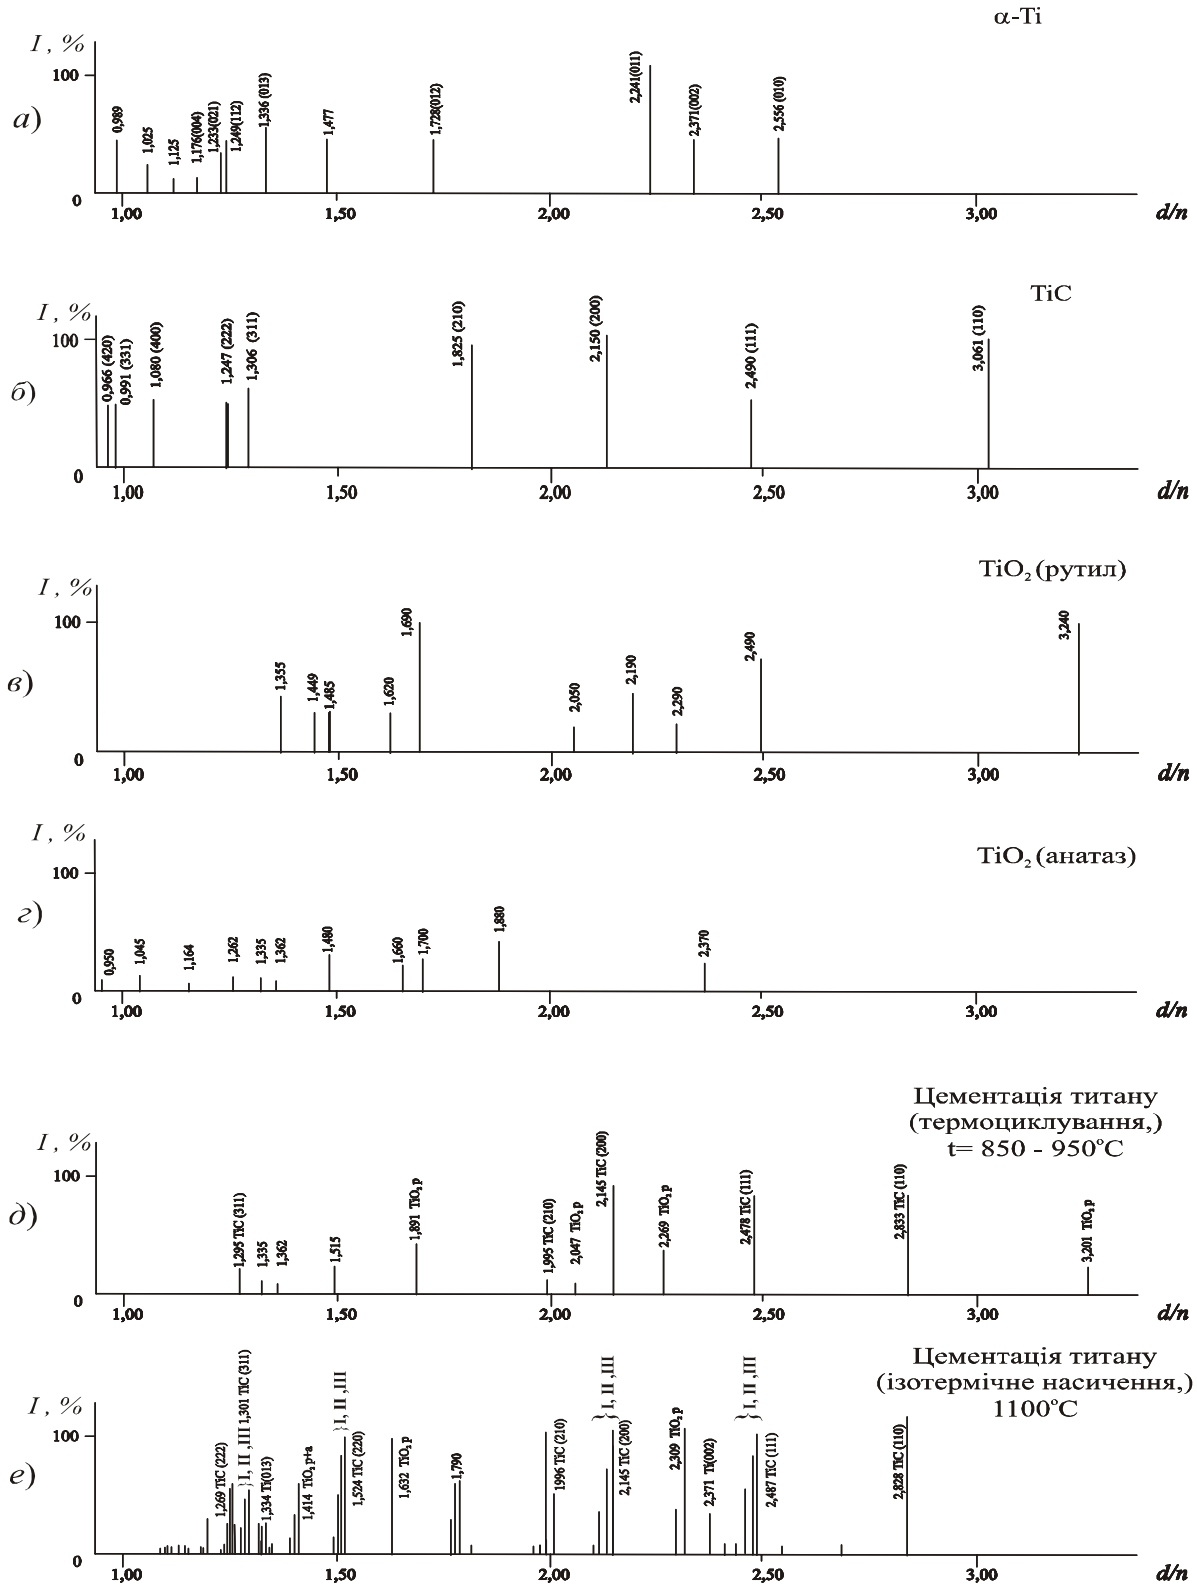 α-Ti
I , %
100
а)
0,989
1,025
1,125
1,176(004)
1,233(021)
1,249(112)
1,336 (013)
1,477
1,728(012)
2,241(011)
2,371(002)
2,556 (010)
0
1,00
1,50
2,00
2,50
3,00
d/n
TiC
I , %
100
б)
0,966 (420)
0,991 (331)
1,080 (400)
1,247 (222)
1,306 (311)
1,825 (210)
2,150 (200)
2,490 (111)
3,061 (110)
0
1,00
1,50
2,00
2,50
3,00
d/n
TiO₂ (рутил)
I , %
100
в)
1,355
1,449
1,485
1,620
1,690
2,050
2,190
2,290
2,490
3,240
0
1,00
1,50
2,00
2,50
3,00
d/n
TiO₂ (анатаз)
I , %
100
г)
0,950
1,045
1,164
1,262
1,335
1,362
1,480
1,660
1,700
1,880
2,370
0
1,00
1,50
2,00
2,50
3,00
d/n
Цементація титану
(термоциклування,)
t= 850 - 950°C
I , %
100
д)
1,295 TiC (311)
1,335
1,362
1,515
1,891 TiO₂ р
1,995 TiC (210)
2,047 TiO₂ р
2,145 TiC (200)
2,269 TiO₂ р
2,478 TiC (111)
2,833 TiC (110)
3,201 TiO₂ р
0
1,00
1,50
2,00
2,50
3,00
d/n
Цементація титану
(ізотермічне насичення,)
1100°C
I , %
100
е)
1,269 TiC (222)
}I, II ,III 1,301 TiC (311)
1,334 Ti(013)
1,414 TiO₂ р+а
}I, II ,III
1,524 TiC (220)
1,632 TiO₂ р
1,790
1996 TiC (210)
}I, II ,III
2,145 TiC (200)
2,309 TiO₂ р
2,371 Ti(002)
}I, II ,III
2,487 TiC (111)
2,828 TiC (110)
0
1,00
1,50
2,00
2,50
3,00
d/n